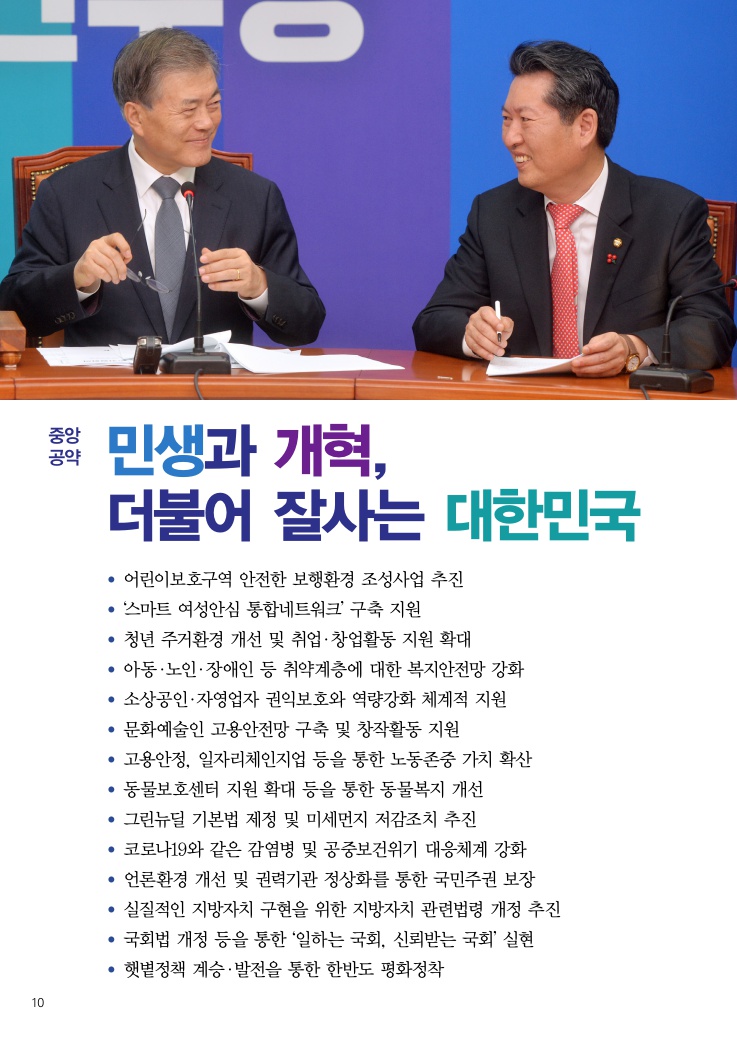 중앙
공약
민생과 개혁,
더불어 잘사는 대한민국
• 어린이보호구역 안전한 보행환경 조성사업 추진
• ‘스마트 여성안심 통합네트워크’ 구축 지원
• 청년 주거환경 개선 및 취업·창업활동 지원 확대
• 아동·노인·장애인 등 취약계층에 대한 복지안전망 강화
• 소상공인·자영업자 권익보호와 역량강화 체계적 지원
• 문화예술인 고용안전망 구축 및 창작활동 지원
• 고용안정, 일자리체인지업 등을 통한 노동존중 가치 확산
• 동물보호센터 지원 확대 등을 통한 동물복지 개선
• 그린뉴딜 기본법 제정 및 미세먼지 저감조치 추진
• 코로나19와 같은 감염병 및 공중보건위기 대응체계 강화
• 언론환경 개선 및 권력기관 정상화를 통한 국민주권 보장
• 실질적인 지방자치 구현을 위한 지방자치 관련법령 개정 추진
• 국회법 개정 등을 통한 ‘일하는 국회, 신뢰받는 국회’ 실현
• 햇볕정책 계승·발전을 통한 한반도 평화정착
10